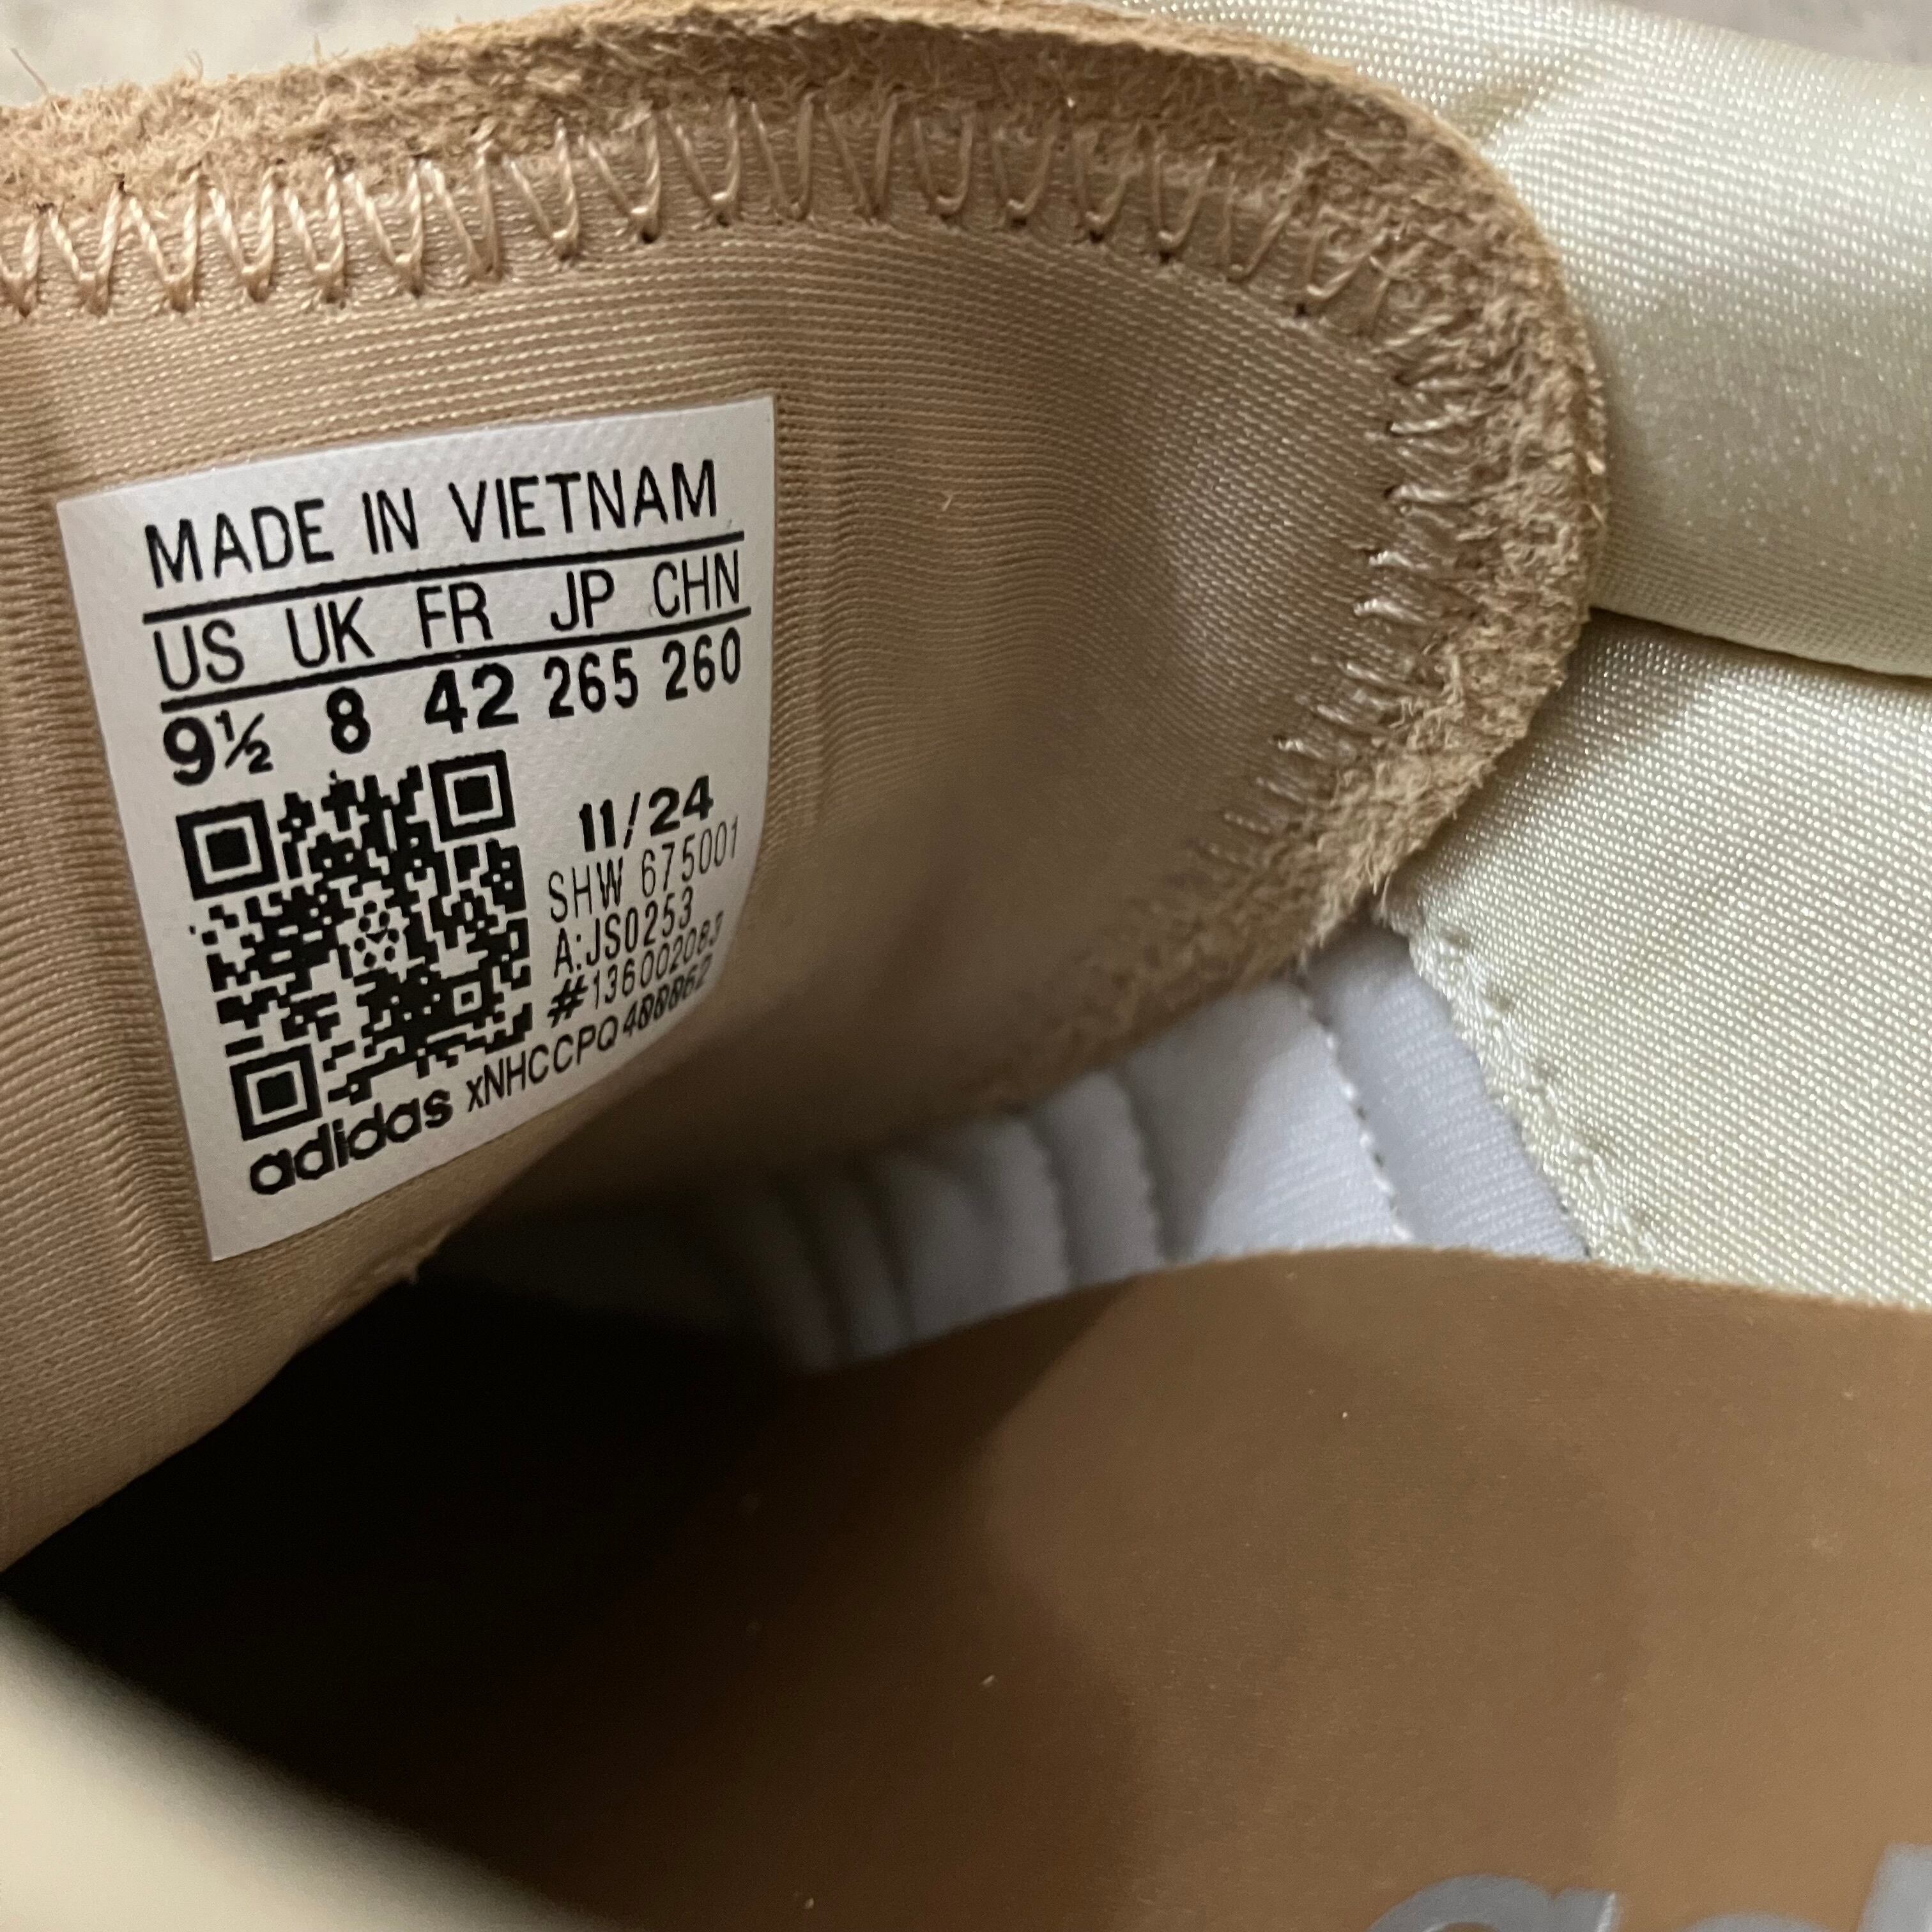 MADE IN VIETNAM
US UK FR JP CHN
9½ 8 42 265 260
11/24
SHW 675001
A:JS0253
#136002083
adidas